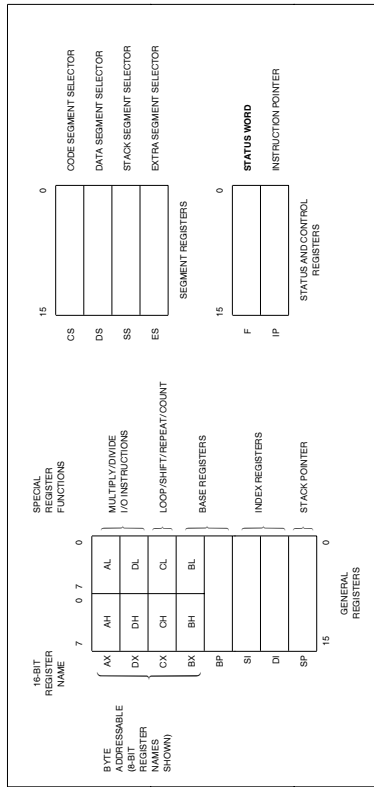 16-BIT
REGISTER
NAME
SPECIAL
REGISTER
FUNCTIONS
7 0 7 0
BYTE
ADDRESSABLE
(8-BIT
REGISTER
NAMES
SHOWN)
AX AH AL
DX DH DL
CX CH CL
BX BH BL
BP
SI
DI
SP
MULTIPLY/DIVIDE
I/O INSTRUCTIONS
LOOP/SHIFT/REPEAT/COUNT
BASE REGISTERS
INDEX REGISTERS
STACK POINTER
15 0
GENERAL
REGISTERS
15 0
CS CODE SEGMENT SELECTOR
DS DATA SEGMENT SELECTOR
SS STACK SEGMENT SELECTOR
ES EXTRA SEGMENT SELECTOR
SEGMENT REGISTERS
15 0
F STATUS WORD
IP INSTRUCTION POINTER
STATUS AND CONTROL
REGISTERS